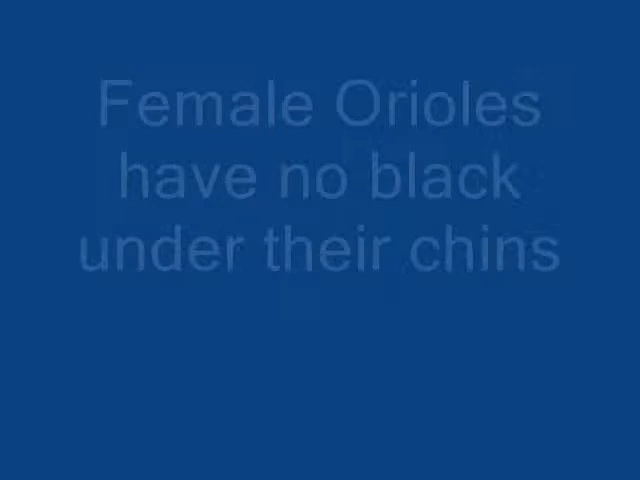 Female Orioles
have no black
under their chins